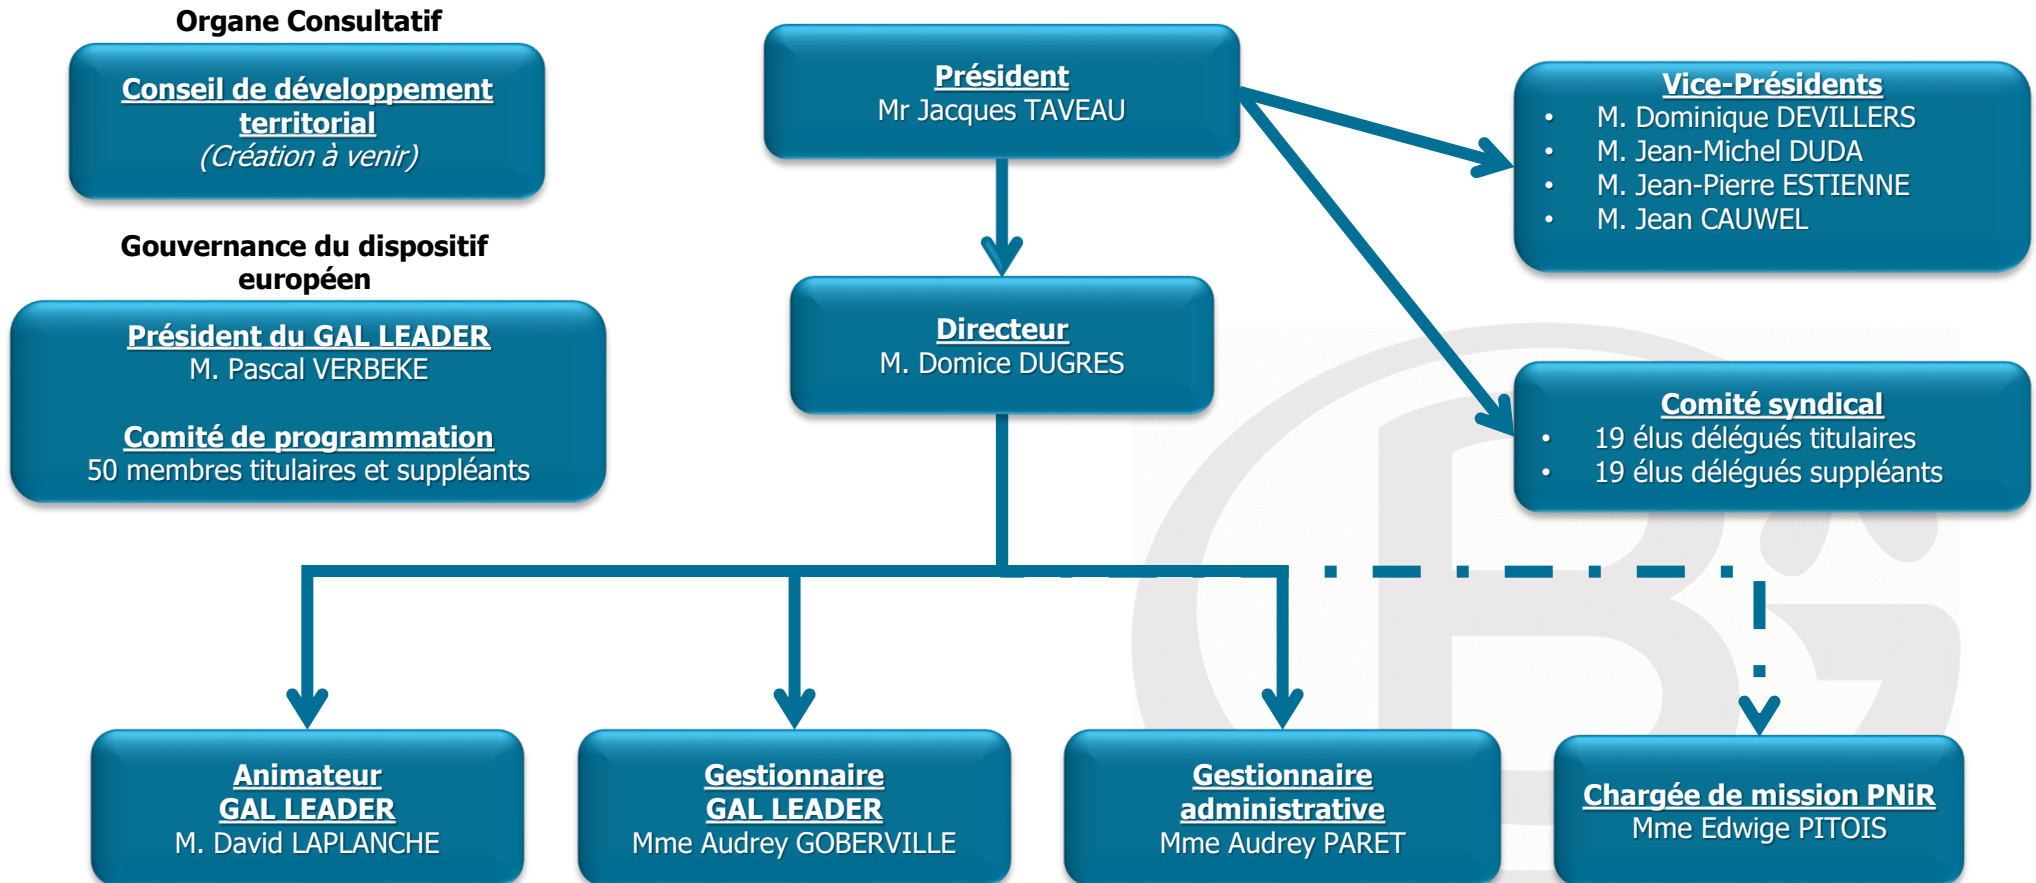 Organe Consultatif
Conseil de développement
territorial
(Création à venir)
Gouvernance du dispositif
européen
Président du GAL LEADER
M. Pascal VERBEKE
Comité de programmation
50 membres titulaires et suppléants
Président
Mr Jacques TAVEAU
Directeur
M. Domice DUGRES
Vice-Présidents
• M. Dominique DEVILLERS
• M. Jean-Michel DUDA
• M. Jean-Pierre ESTIENNE
• M. Jean CAUWEL
Comité syndical
• 19 élus délégués titulaires
• 19 élus délégués suppléants
Animateur
GAL LEADER
M. David LAPLANCHE
Gestionnaire
GAL LEADER
Mme Audrey GOBERVILLE
Gestionnaire
administrative
Mme Audrey PARET
Chargée de mission PNiR
Mme Edwige PITOIS